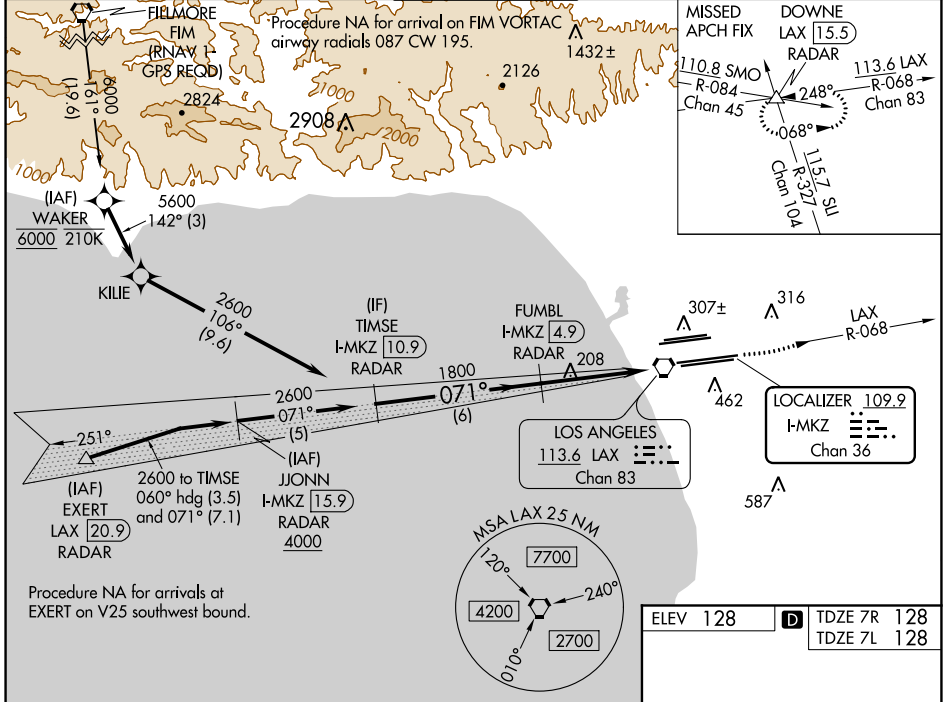 FILLMORE
FIM
(RNAV 1-
GPS REQD)
Procedure NA for arrival on FIM VORTAC
airway radials 087 CW 195.
1432±
2126
1000
2824
2908
2000
1000
6000
161°
(19.6)
MISSED
APCH FIX
DOWNE
LAX 15.5
RADAR
110.8 SMO
R-084
Chan 45
113.6 LAX
R-068
Chan 83
248°
068°
115.7 SLI
R-327
Chan 104
(IAF)
WAKER
6000 210K
5600
142° (3)
KILIE
2600
106°
(9.6)
(IF)
TIMSE
I-MKZ 10.9
RADAR
FUMBL
I-MKZ 4.9
RADAR
208
307±
316
LAX
R-068
2600
071°
(5)
1800
071°
(6)
462
LOCALIZER 109.9
I-MKZ
Chan 36
LOS ANGELES
113.6 LAX
Chan 83
587
251°
(IAF)
EXERT
LAX 20.9
RADAR
2600 to TIMSE
060° hdg (3.5)
and 071° (7.1)
(IAF)
JJONN
I-MKZ 15.9
RADAR
4000
MSA LAX 25 NM
120°
7700
240°
4200
2700
010°
Procedure NA for arrivals at
EXERT on V25 southwest bound.
ELEV 128
D
TDZE 7R 128
TDZE 7L 128